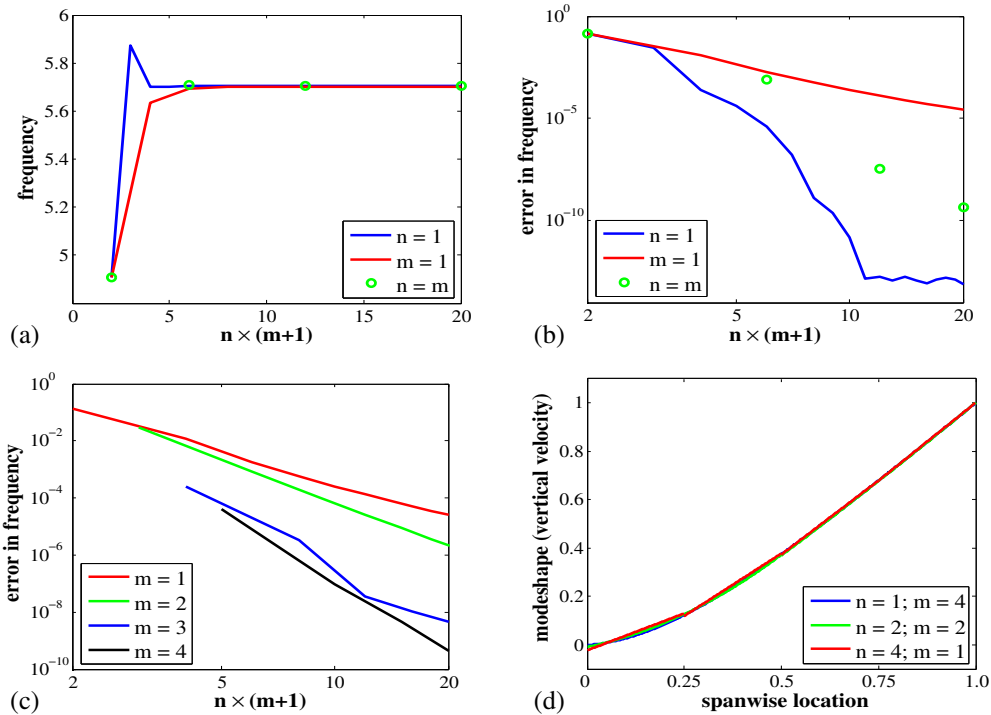 6
5.8
5.6
5.4
5.2
5
frequency
0
5
10
15
20
n × (m+1)
n = 1
m = 1
n = m
(a)
10^0
10^-5
10^-10
error in frequency
2
5
10
20
n × (m+1)
n = 1
m = 1
n = m
(b)
10^0
10^-2
10^-4
10^-6
10^-8
10^-10
error in frequency
2
5
10
20
n × (m+1)
m = 1
m = 2
m = 3
m = 4
(c)
1
0.8
0.6
0.4
0.2
0
modeshape (vertical velocity)
0
0.25
0.5
0.75
1.0
spanwise location
n = 1; m = 4
n = 2; m = 2
n = 4; m = 1
(d)